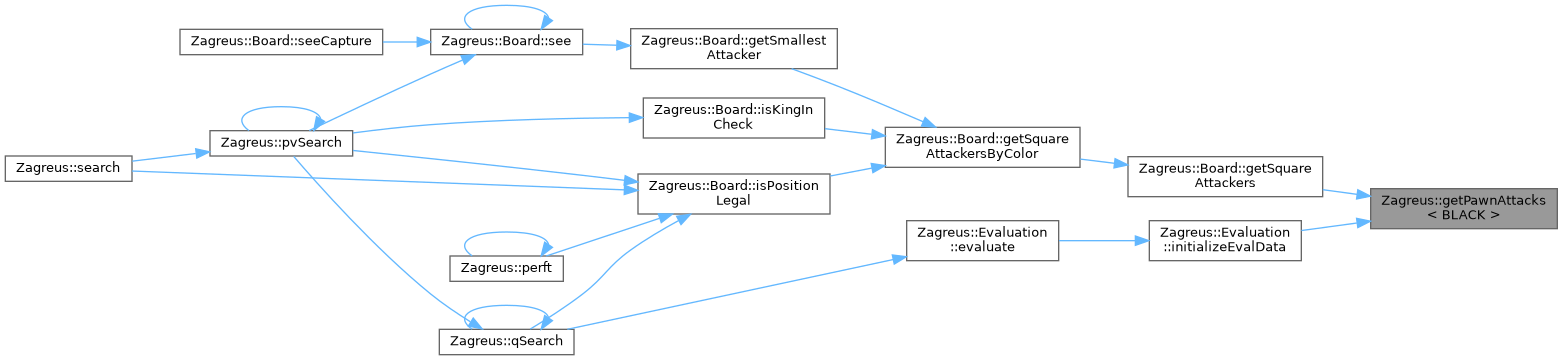 Zagreus::Board::seeCapture
Zagreus::Board::see
Zagreus::Board::getSmallest
Attacker
Zagreus::pvSearch
Zagreus::Board::isKingIn
Check
Zagreus::Board::getSquare
AttackersByColor
Zagreus::search
Zagreus::Board::isPosition
Legal
Zagreus::Board::getSquare
Attackers
Zagreus::getPawnAttacks
< BLACK >
Zagreus::perft
Zagreus::Evaluation
::evaluate
Zagreus::Evaluation
::initializeEvalData
Zagreus::qSearch